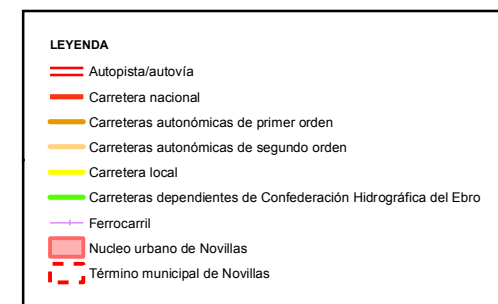 LEYENDA
Autopista/autovía
Carretera nacional
Carreteras autonómicas de primer orden
Carreteras autonómicas de segundo orden
Carretera local
Carreteras dependientes de Confederación Hidrográfica del Ebro
Ferrocarril
Nucleo urbano de Novillas
Término municipal de Novillas